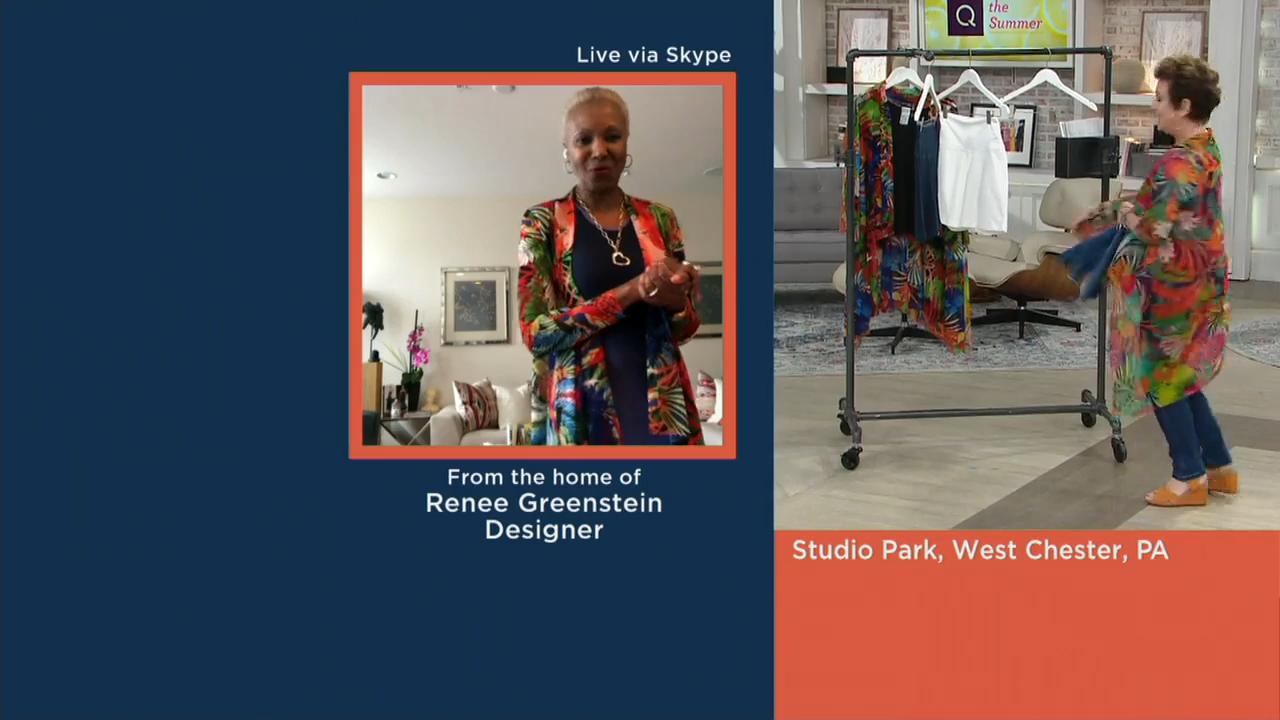 Live via Skype
From the home of
Renee Greenstein
Designer
Q
the
Summer
Studio Park, West Chester, PA